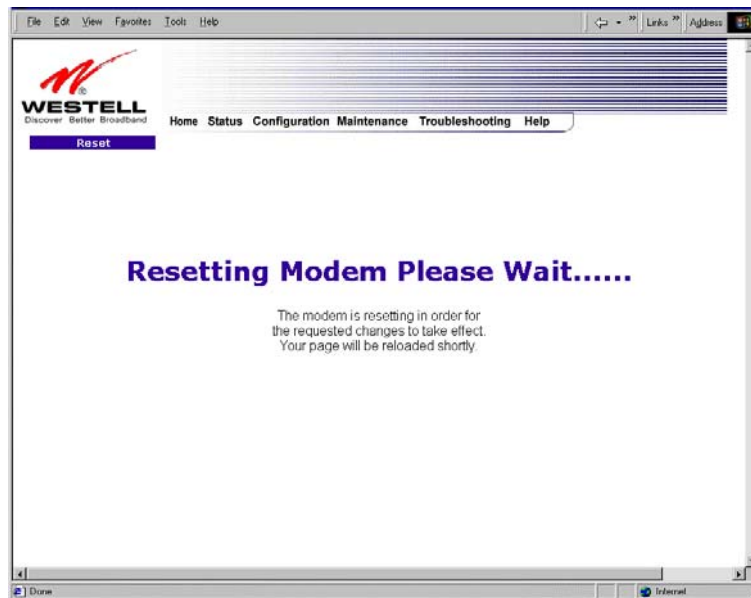 File Edit View Favorites Tools Help
Links » Address
WESTELL
®
Discover Better Broadband
Home Status Configuration Maintenance Troubleshooting Help
Reset
Resetting Modem Please Wait......
The modem is resetting in order for
the requested changes to take effect.
Your page will be reloaded shortly.
Done
Internet